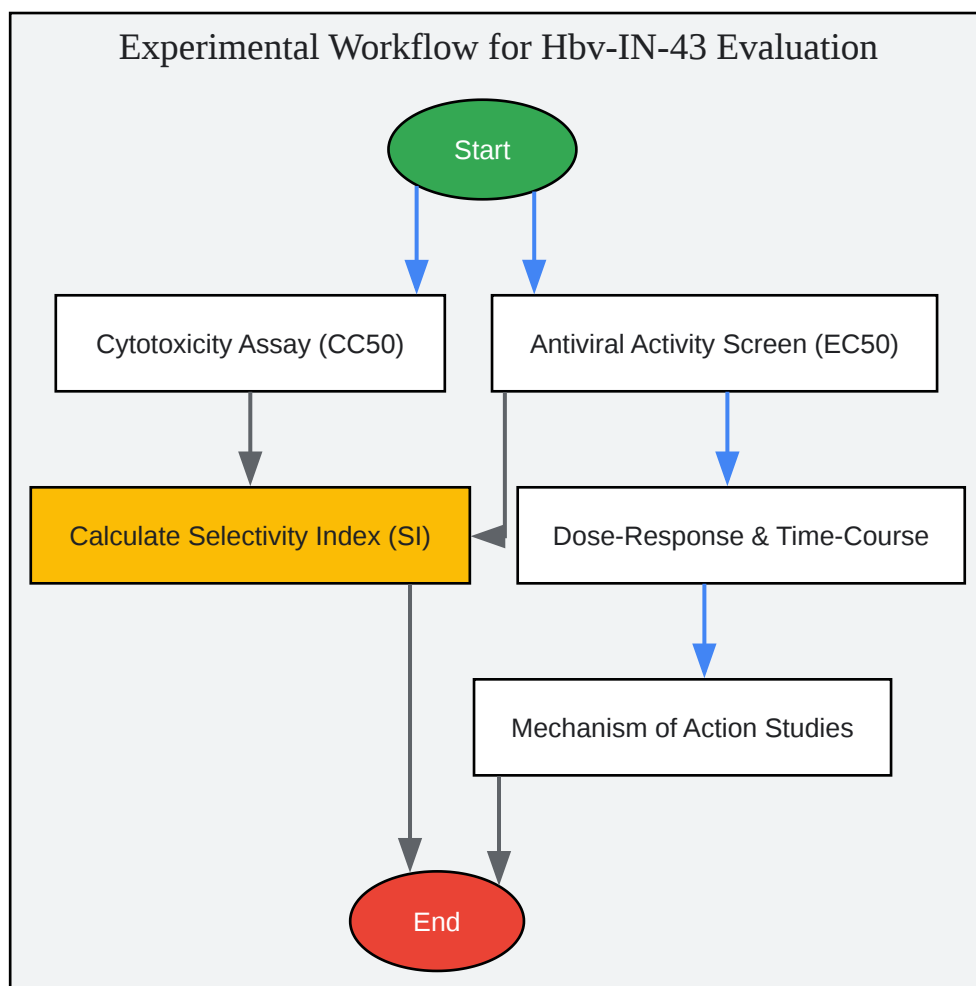 Experimental Workflow for Hbv-IN-43 Evaluation
Start
Cytotoxicity Assay (CC50)
Antiviral Activity Screen (EC50)
Calculate Selectivity Index (SI)
Dose-Response & Time-Course
Mechanism of Action Studies
End